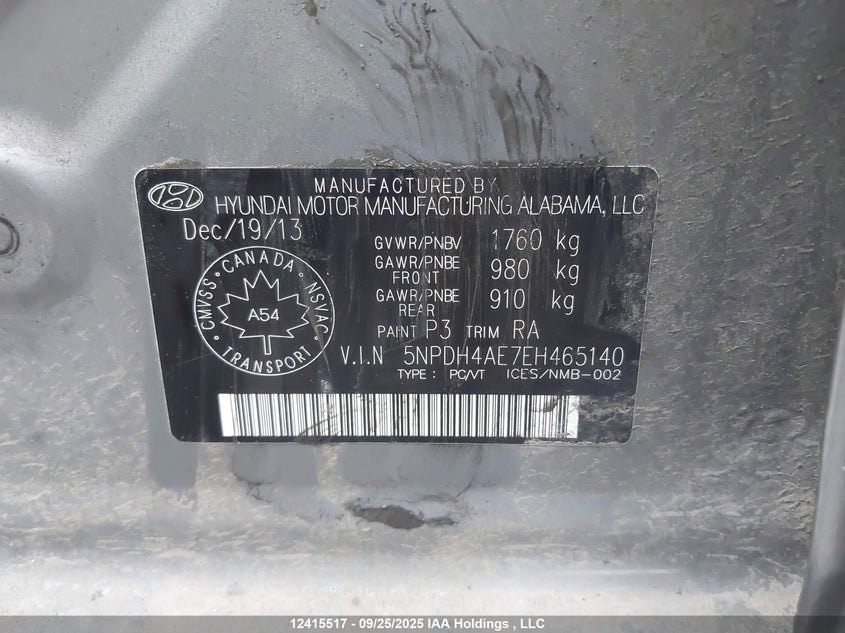 MANUFACTURED BY
HYUNDAI MOTOR MANUFACTURING ALABAMA, LLC
Dec/19/13
GVWR/PNBV 1760 kg
GAWR/PNBE FRONT 980 kg
GAWR/PNBE REAR 910 kg
PAINT P3 TRIM RA
V.I.N 5NPDH4AE7EH465140
TYPE : PC/VT ICES/NMB-002
CANADA
CMVSS NSVAC
A54
TRANSPORT
12415517 - 09/25/2025 IAA Holdings , LLC